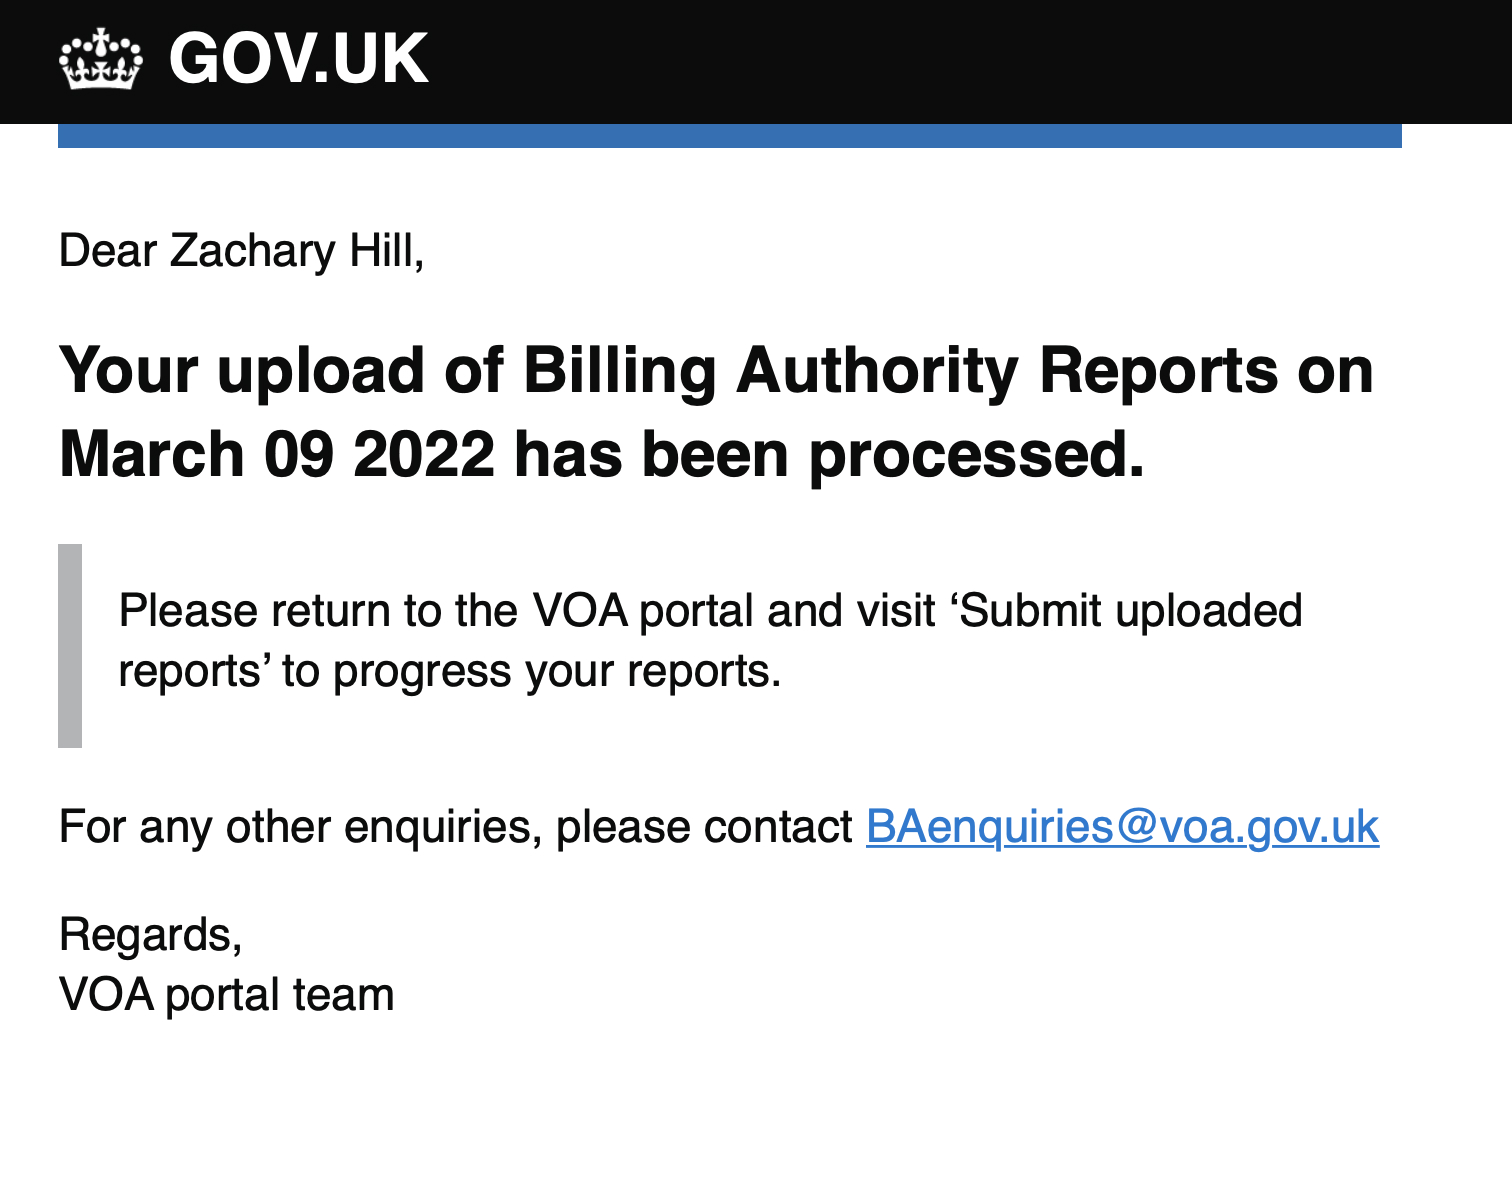 GOV.UK
Dear Zachary Hill,
Your upload of Billing Authority Reports on
March 09 2022 has been processed.
Please return to the VOA portal and visit ‘Submit uploaded
reports’ to progress your reports.
For any other enquiries, please contact BAenquiries@voa.gov.uk
Regards,
VOA portal team